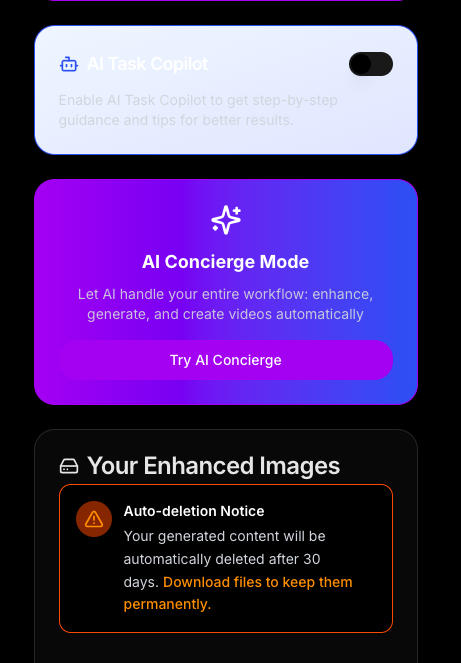 AI Task Copilot
Enable AI Task Copilot to get step-by-step
guidance and tips for better results.
AI Concierge Mode
Let AI handle your entire workflow: enhance,
generate, and create videos automatically
Try AI Concierge
Your Enhanced Images
Auto-deletion Notice
Your generated content will be
automatically deleted after 30
days. Download files to keep them
permanently.